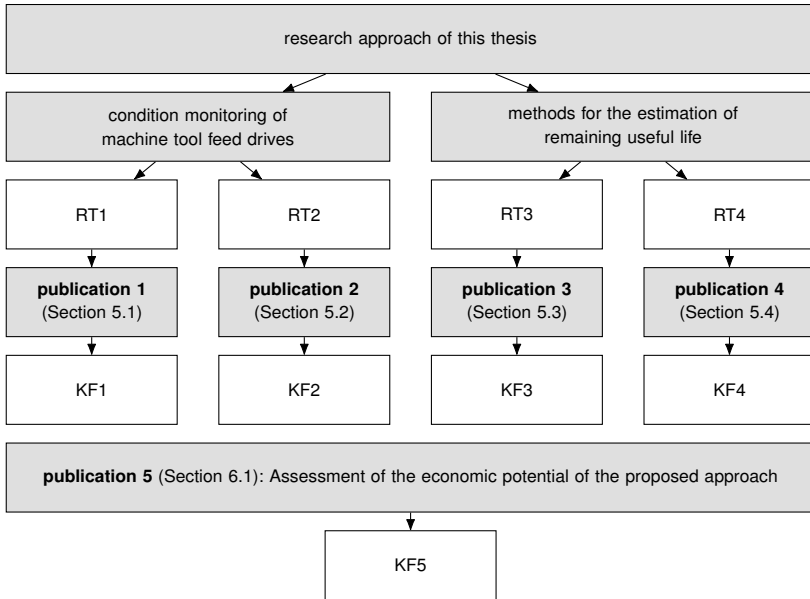 research approach of this thesis
condition monitoring of
machine tool feed drives
methods for the estimation of
remaining useful life
RT1
RT2
RT3
RT4
publication 1
(Section 5.1)
publication 2
(Section 5.2)
publication 3
(Section 5.3)
publication 4
(Section 5.4)
KF1
KF2
KF3
KF4
publication 5 (Section 6.1): Assessment of the economic potential of the proposed approach
KF5